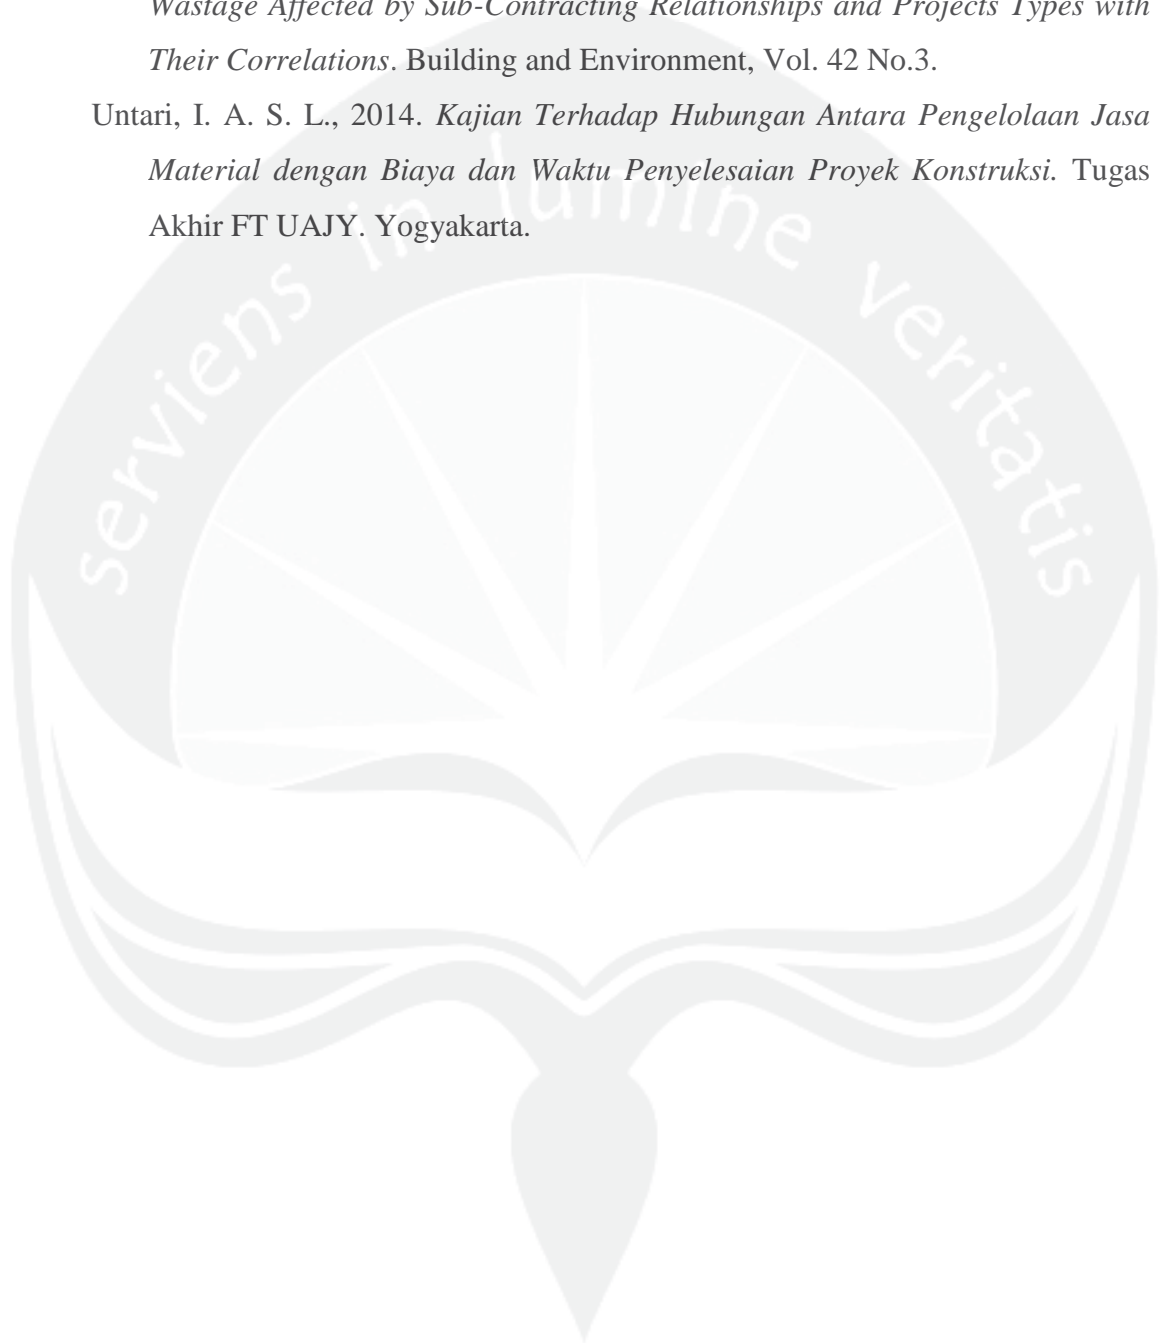 Wastage Affected by Sub-Contracting Relationships and Projects Types with
Their Correlations. Building and Environment, Vol. 42 No.3.
Untari, I. A. S. L., 2014. Kajian Terhadap Hubungan Antara Pengelolaan Jasa
Material dengan Biaya dan Waktu Penyelesaian Proyek Konstruksi. Tugas
Akhir FT UAJY. Yogyakarta.
serviens in lumine veritatis